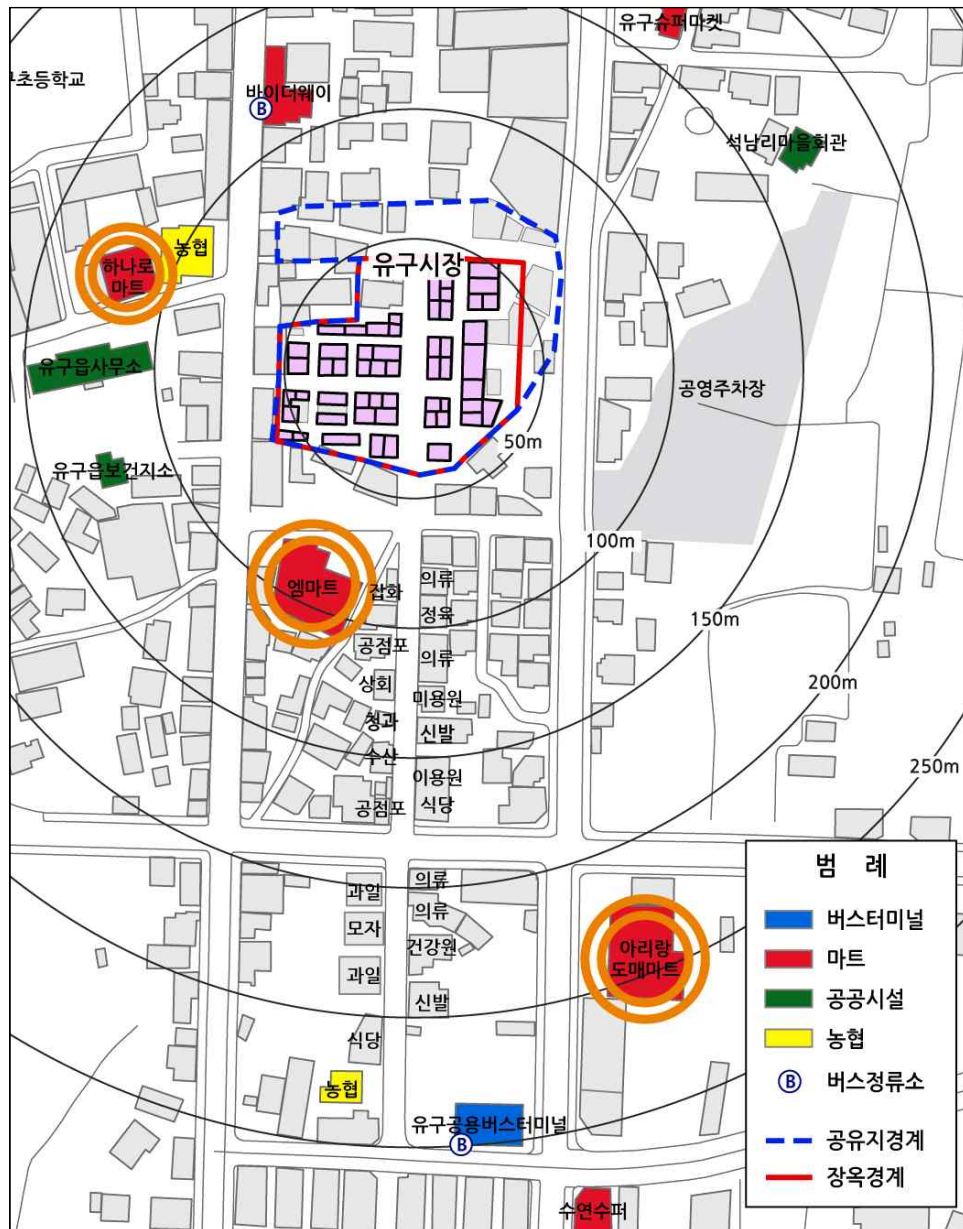 유구슈퍼마켓
구초등학교
바이더웨이
B
석남리마을회관
농협
하나로
마트
유구시장
유구읍사무소
공영주차장
50m
유구읍보건지소
100m
엠마트
잡화
의류
정육
150m
공점포
의류
상회
미용원
200m
청과
신발
수산
이용원
250m
공점포
식당
범 례
버스터미널
마트
공공시설
농협
B
버스정류소
공유지경계
장옥경계
과일
의류
의류
모자
건강원
아리랑
도매마트
과일
신발
식당
농협
유구공용버스터미널
B
수연수퍼